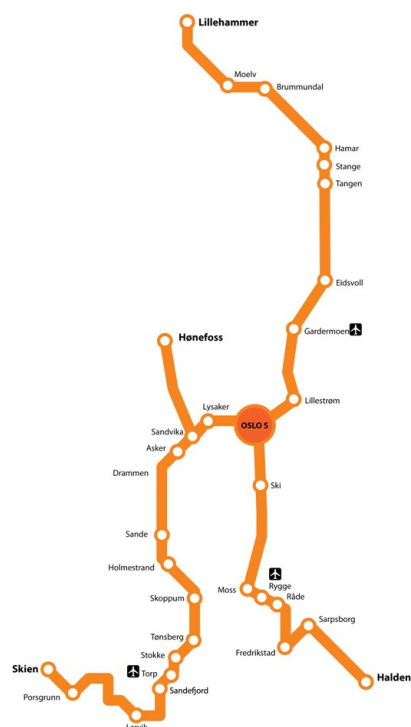 Lillehammer
Moelv
Brummundal
Hamar
Stange
Tangen
Eidsvoll
Gardermoen
Hønefoss
Lillestrøm
Lysaker
OSLO S
Sandvika
Asker
Drammen
Ski
Sande
Holmestrand
Moss
Rygge
Råde
Skoppum
Sarpsborg
Tønsberg
Fredrikstad
Stokke
Skien
Torp
Halden
Porsgrunn
Sandefjord